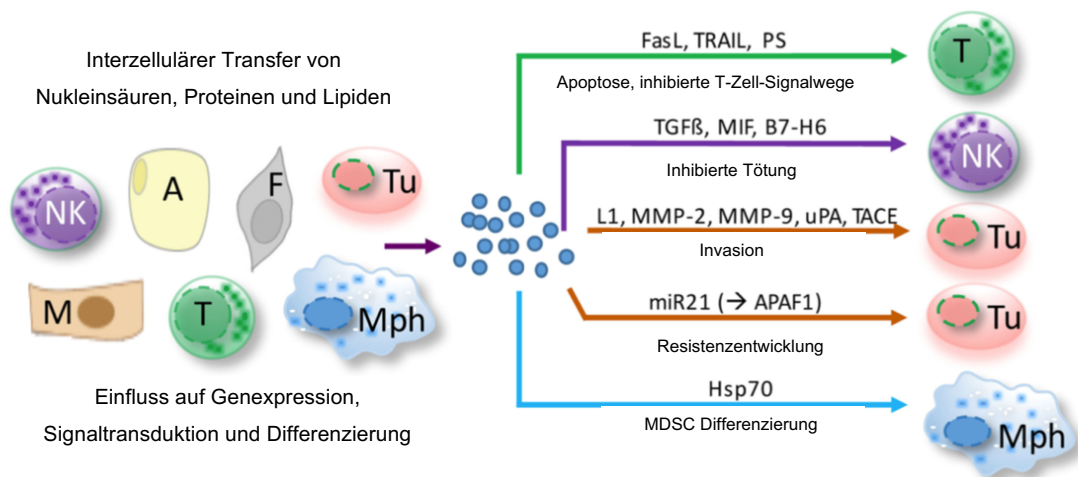 Interzellulärer Transfer von
Nukleinsäuren, Proteinen und Lipiden
NK
A
F
Tu
M
T
Mph
Einfluss auf Genexpression,
Signaltransduktion und Differenzierung
FasL, TRAIL, PS
Apoptose, inhibierte T-Zell-Signalwege
T
TGFß, MIF, B7-H6
Inhibierte Tötung
NK
L1, MMP-2, MMP-9, uPA, TACE
Invasion
Tu
miR21 (→ APAF1)
Resistenzentwicklung
Tu
Hsp70
MDSC Differenzierung
Mph